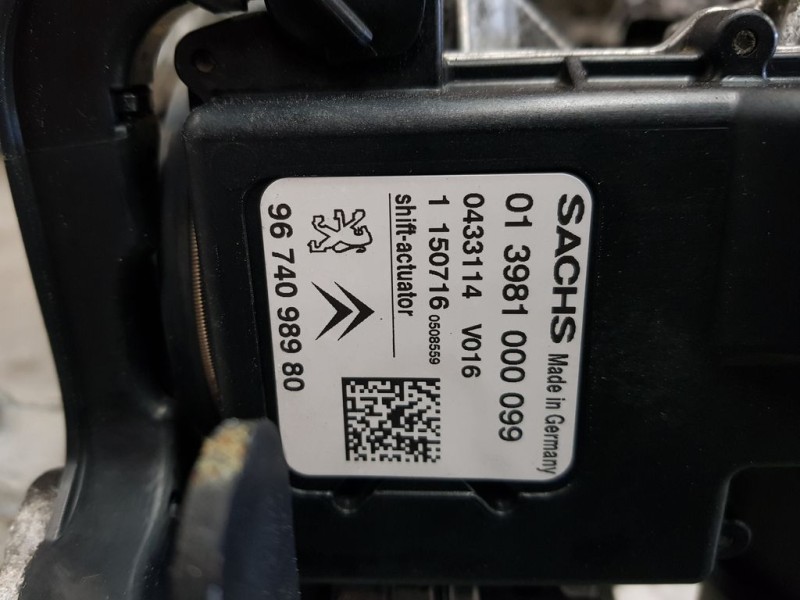 SACHS Made in Germany
01 3981 000 099
0433114 V016
1 150716 0508559
shift-actuator
96 740 989 80